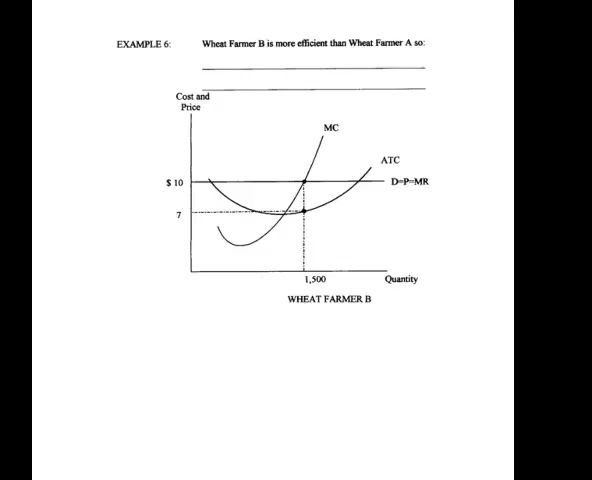 EXAMPLE 6: Wheat Farmer B is more efficient than Wheat Farmer A so:
Cost and
Price
MC
ATC
$ 10
D=P=MR
7
1,500
Quantity
WHEAT FARMER B